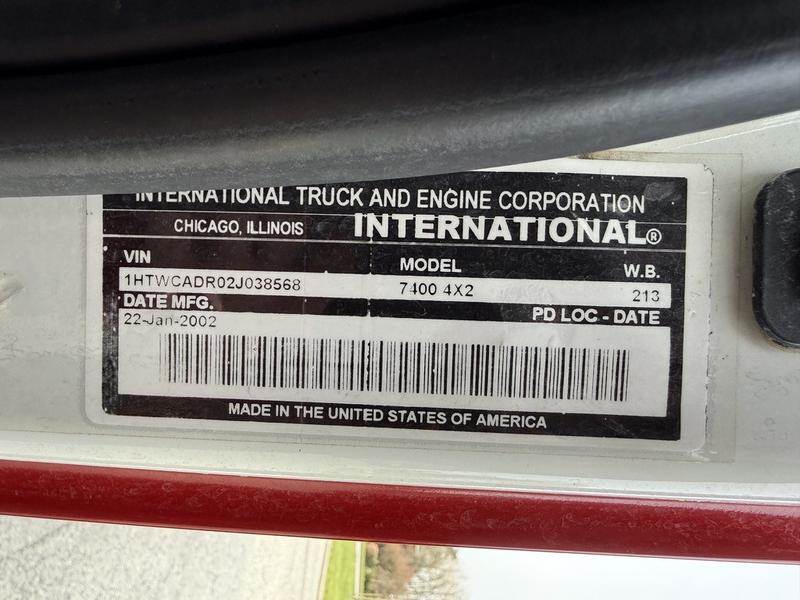 INTERNATIONAL TRUCK AND ENGINE CORPORATION
CHICAGO, ILLINOIS INTERNATIONAL®
VIN MODEL W.B.
1HTWCADR02J038568 7400 4X2 213
DATE MFG. PD LOC - DATE
22-Jan-2002
MADE IN THE UNITED STATES OF AMERICA